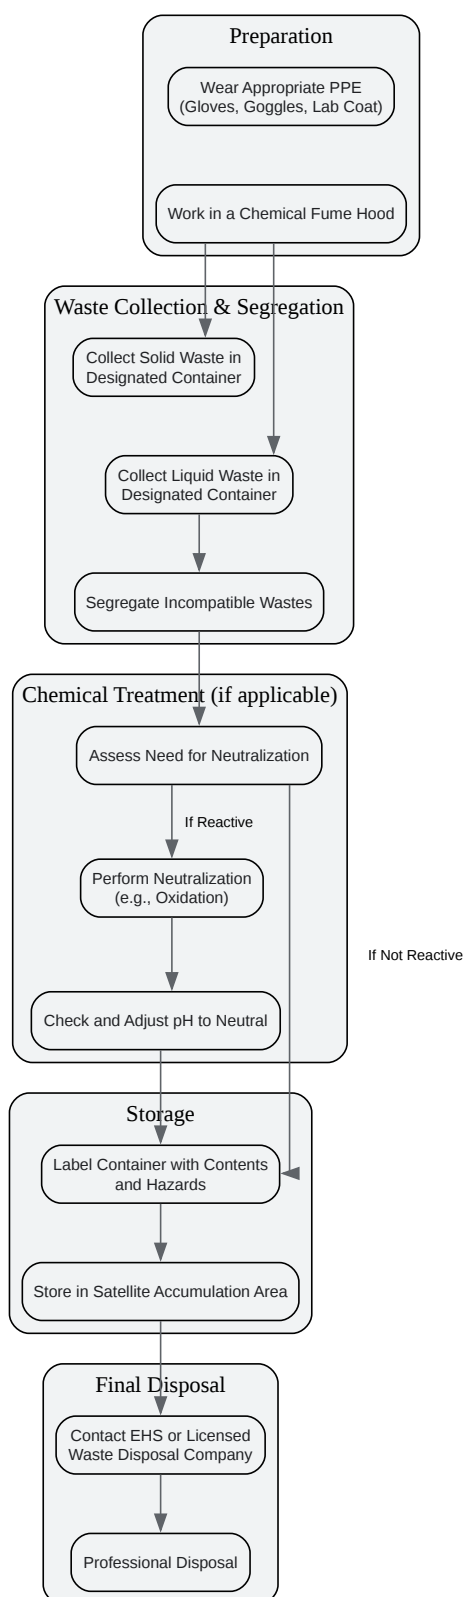 Preparation
Wear Appropriate PPE
(Gloves, Goggles, Lab Coat)
Work in a Chemical Fume Hood
Waste Collection & Segregation
Collect Solid Waste in
Designated Container
Collect Liquid Waste in
Designated Container
Segregate Incompatible Wastes
Chemical Treatment (if applicable)
Assess Need for Neutralization
If Reactive
Perform Neutralization
(e.g., Oxidation)
If Not Reactive
Check and Adjust pH to Neutral
Storage
Label Container with Contents
and Hazards
Store in Satellite Accumulation Area
Final Disposal
Contact EHS or Licensed
Waste Disposal Company
Professional Disposal